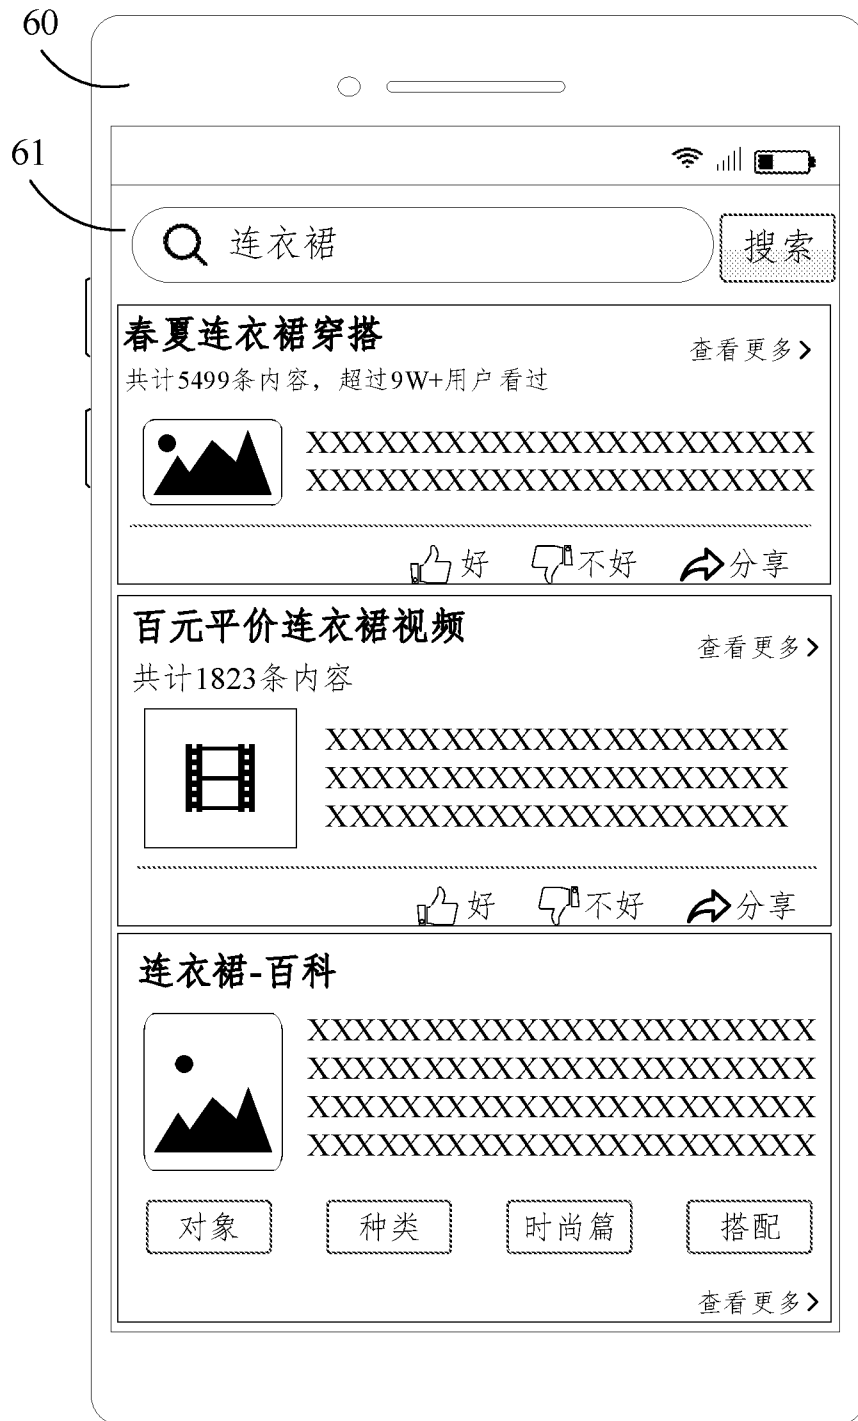 60
61
连衣裙
搜索
春夏连衣裙穿搭
查看更多
共计5499条内容，超过9W+用户看过
XXXXXXXXXXXXXXXXXXXXXX
XXXXXXXXXXXXXXXXXXXXXX
好 不好 分享
百元平价连衣裙视频
查看更多
共计1823条内容
XXXXXXXXXXXXXXXXXXXX
XXXXXXXXXXXXXXXXXXXX
XXXXXXXXXXXXXXXXXXXX
好 不好 分享
连衣裙-百科
XXXXXXXXXXXXXXXXXXXXXX
XXXXXXXXXXXXXXXXXXXXXX
XXXXXXXXXXXXXXXXXXXXXX
XXXXXXXXXXXXXXXXXXXXXX
对象 种类 时尚篇 搭配
查看更多